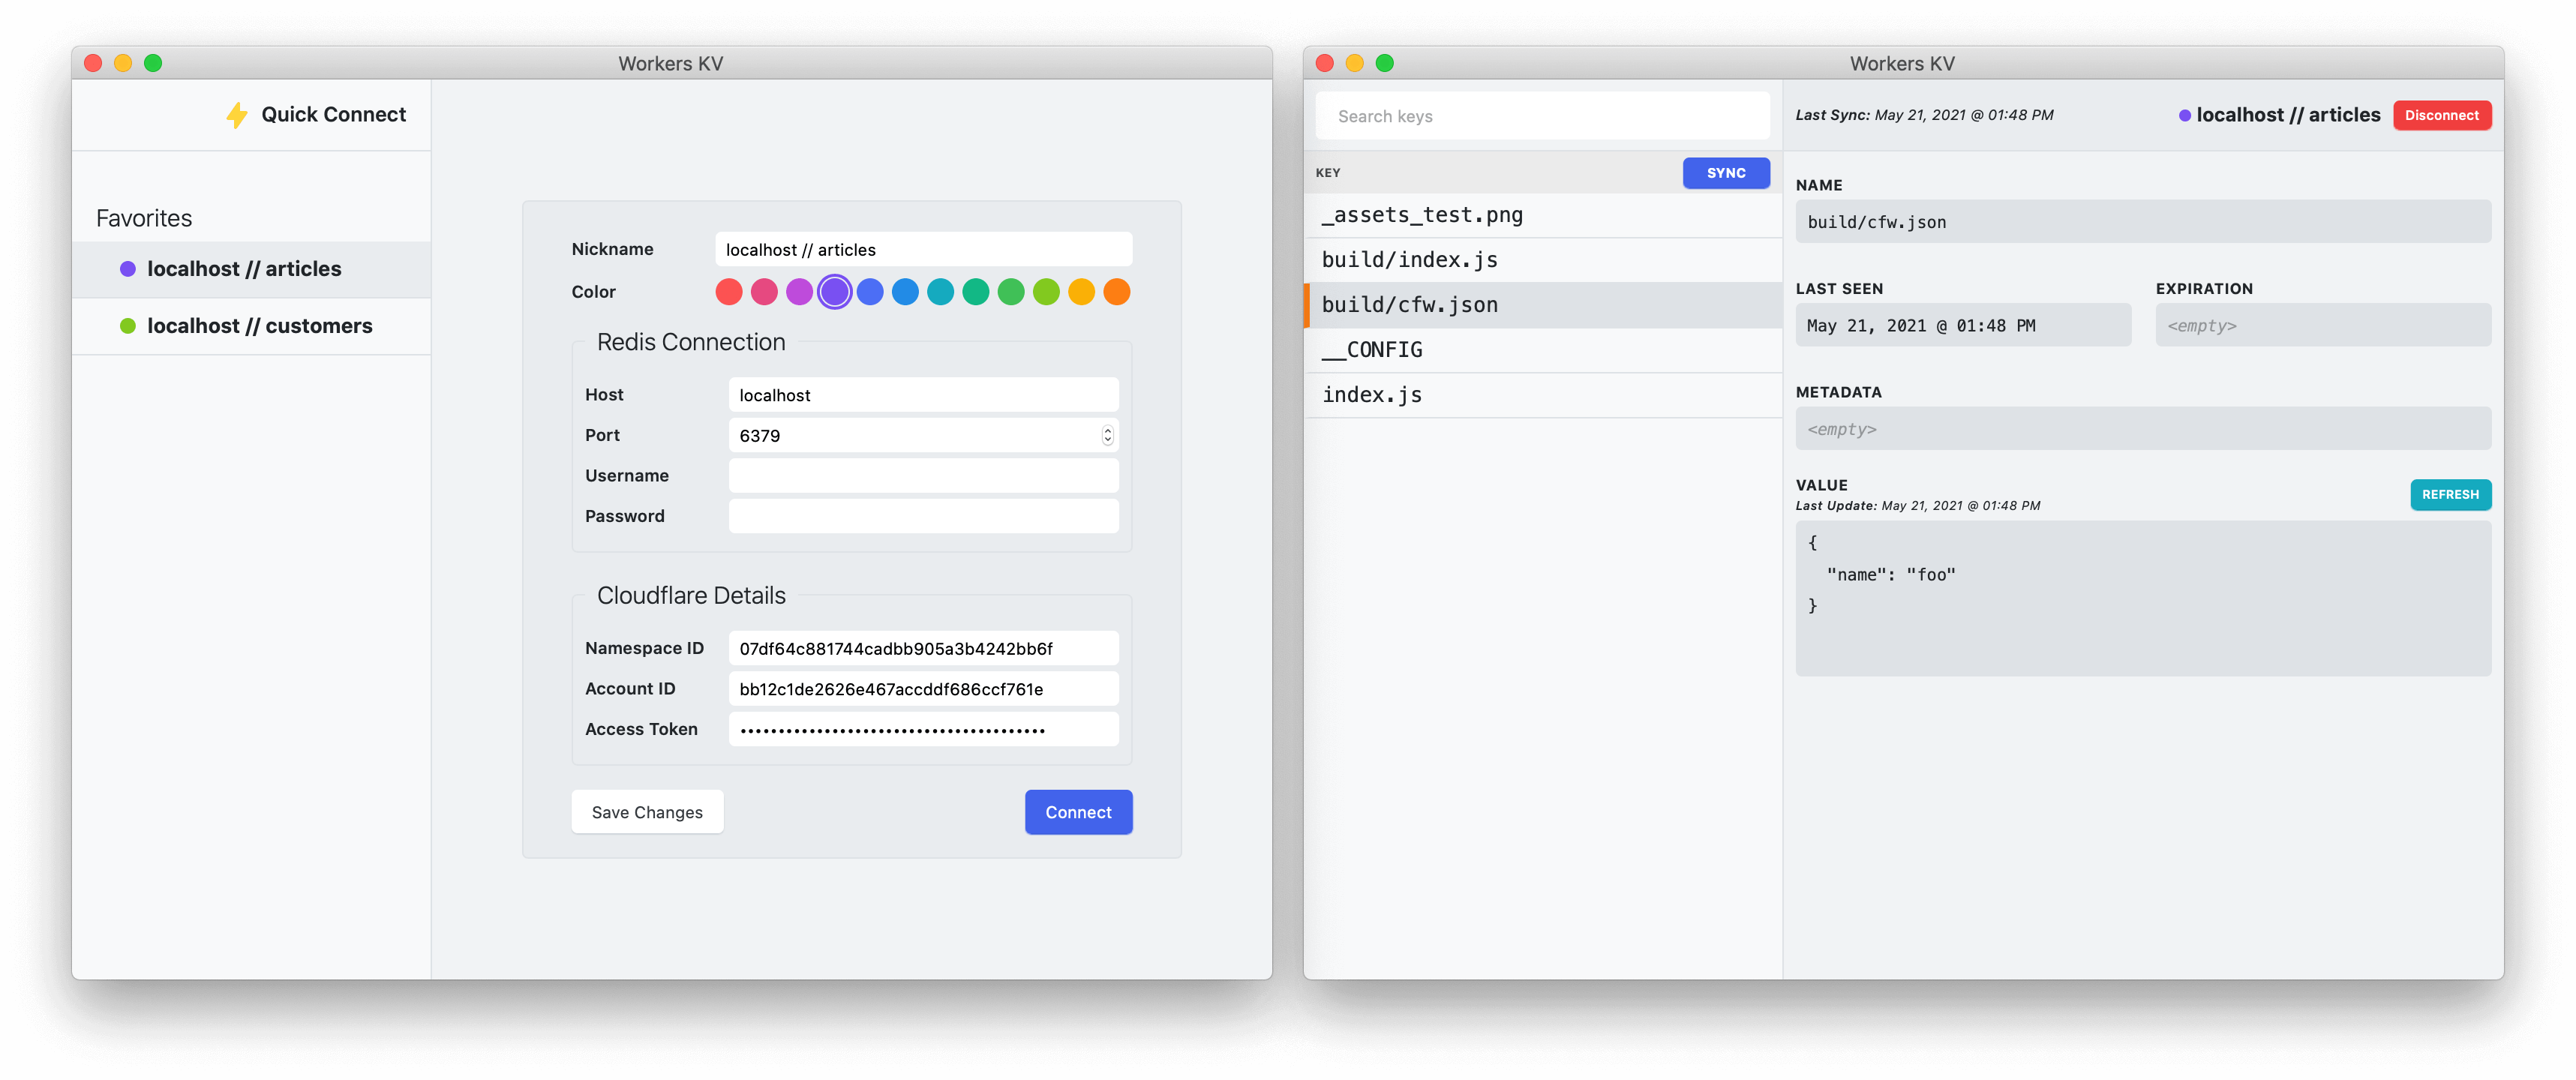 Workers KV
Quick Connect
Favorites
localhost // articles
localhost // customers
Nickname localhost // articles
Color
Redis Connection
Host localhost
Port 6379
Username
Password
Cloudflare Details
Namespace ID 07df64c881744cadbb905a3b4242bb6f
Account ID bb12c1de2626e467accddf686ccf761e
Access Token ••••••••••••••••••••••••••••••••••••••••
Save Changes Connect
Workers KV
Search keys
KEY SYNC
_assets_test.png
build/index.js
build/cfw.json
__CONFIG
index.js
Last Sync: May 21, 2021 @ 01:48 PM localhost // articles Disconnect
NAME
build/cfw.json
LAST SEEN EXPIRATION
May 21, 2021 @ 01:48 PM <empty>
METADATA
<empty>
VALUE
Last Update: May 21, 2021 @ 01:48 PM REFRESH
{
"name": "foo"
}